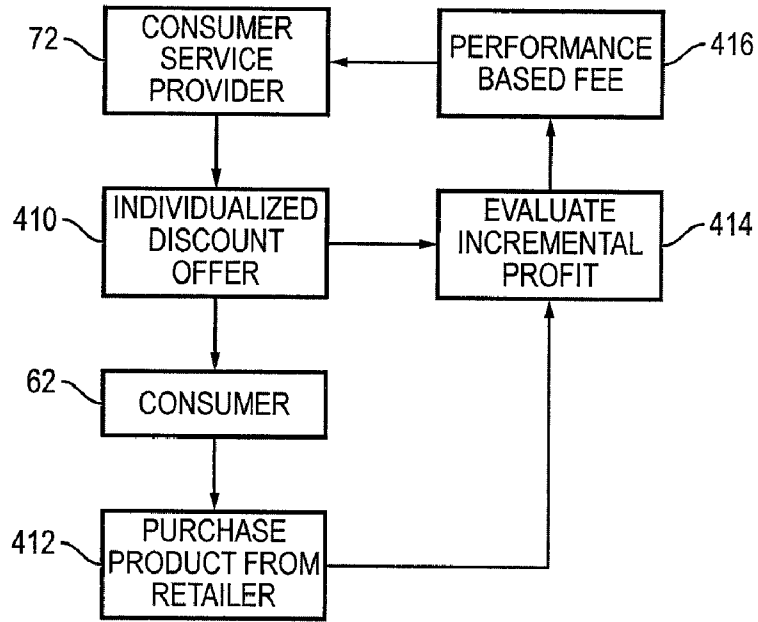 72
CONSUMER
SERVICE
PROVIDER
PERFORMANCE
BASED FEE
416
410
INDIVIDUALIZED
DISCOUNT
OFFER
EVALUATE
INCREMENTAL
PROFIT
414
62
CONSUMER
412
PURCHASE
PRODUCT FROM
RETAILER